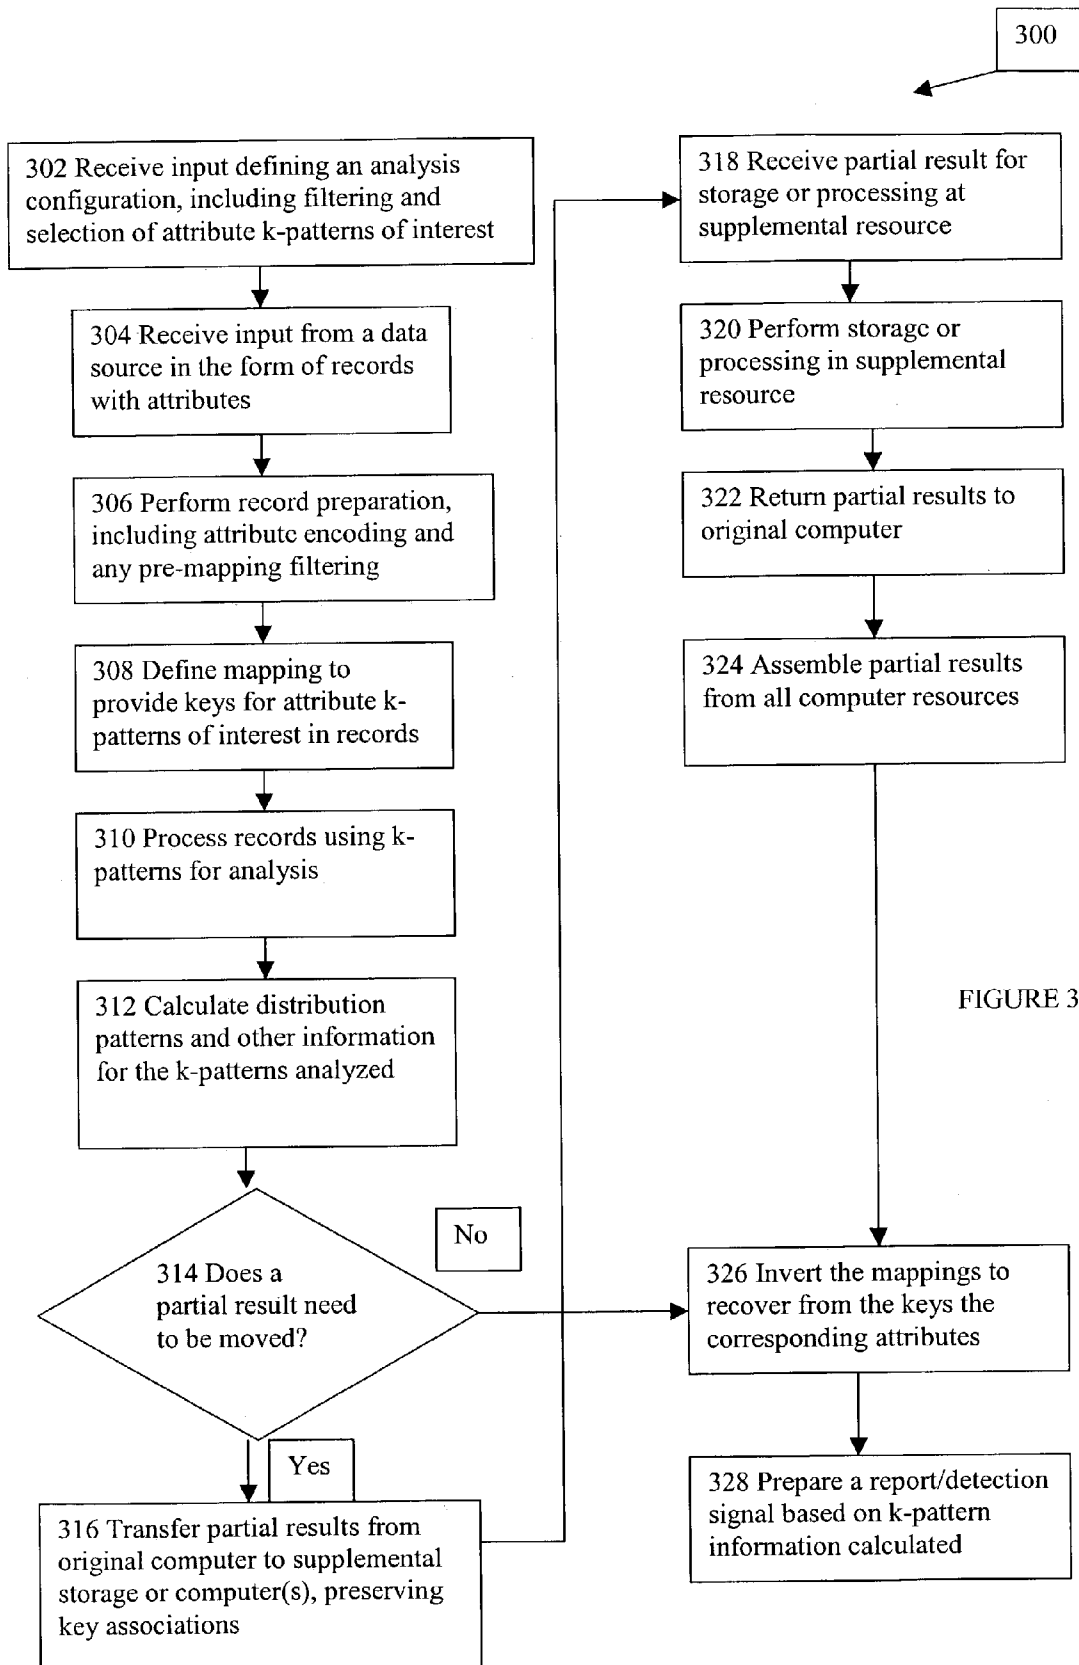 300
302 Receive input defining an analysis
configuration, including filtering and
selection of attribute k-patterns of interest
304 Receive input from a data
source in the form of records
with attributes
306 Perform record preparation,
including attribute encoding and
any pre-mapping filtering
308 Define mapping to
provide keys for attribute k-
patterns of interest in records
310 Process records using k-
patterns for analysis
312 Calculate distribution
patterns and other information
for the k-patterns analyzed
314 Does a
partial result need
to be moved?
No
Yes
316 Transfer partial results from
original computer to supplemental
storage or computer(s), preserving
key associations
318 Receive partial result for
storage or processing at
supplemental resource
320 Perform storage or
processing in supplemental
resource
322 Return partial results to
original computer
324 Assemble partial results
from all computer resources
FIGURE 3
326 Invert the mappings to
recover from the keys the
corresponding attributes
328 Prepare a report/detection
signal based on k-pattern
information calculated